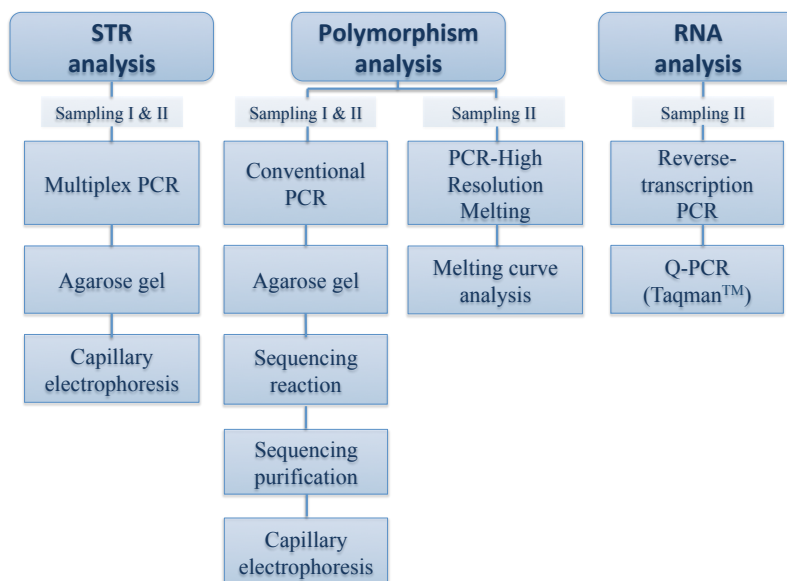 STR
analysis
Sampling I & II
Multiplex PCR
Agarose gel
Capillary
electrophoresis
Polymorphism
analysis
Sampling I & II
Conventional
PCR
Agarose gel
Sequencing
reaction
Sequencing
purification
Capillary
electrophoresis
Sampling II
PCR-High
Resolution
Melting
Melting curve
analysis
RNA
analysis
Sampling II
Reverse-
transcription
PCR
Q-PCR
(Taqman™)